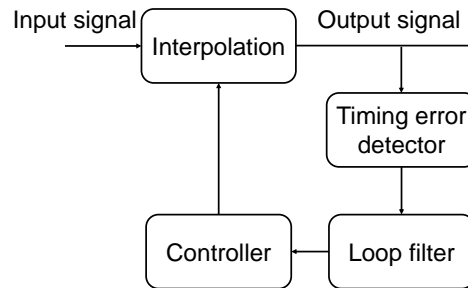 Input signal
Output signal
Interpolation
Timing error
detector
Controller
Loop filter